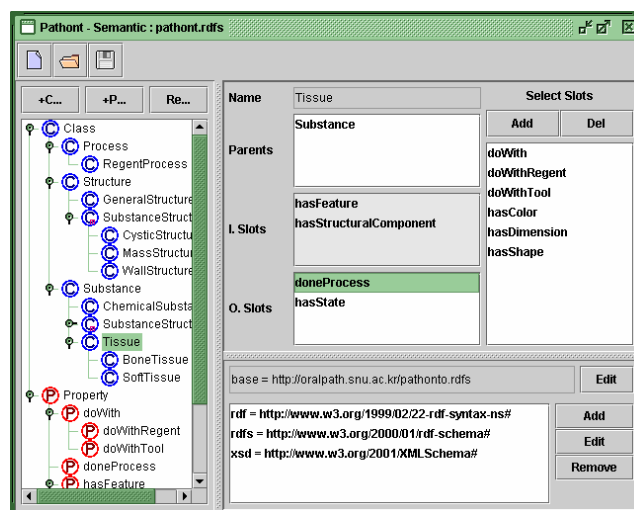 Pathont - Semantic : pathont.rdfs
+C... +P... Re...
Class
Process
RegentProcess
Structure
GeneralStructure
SubstanceStruct
CysticStructu
MassStructur
WallStructure
Substance
ChemicalSubsta
SubstanceStruct
Tissue
BoneTissue
SoftTissue
Property
doWith
doWithRegent
doWithTool
doneProcess
hasFeature
Name Tissue
Parents
Substance
I. Slots
hasFeature
hasStructuralComponent
O. Slots
doneProcess
hasState
Select Slots
Add Del
doWith
doWithRegent
doWithTool
hasColor
hasDimension
hasShape
base = http://oralpath.snu.ac.kr/pathonto.rdfs Edit
rdf = http://www.w3.org/1999/02/22-rdf-syntax-ns#
rdfs = http://www.w3.org/2000/01/rdf-schema#
xsd = http://www.w3.org/2001/XMLSchema#
Add
Edit
Remove